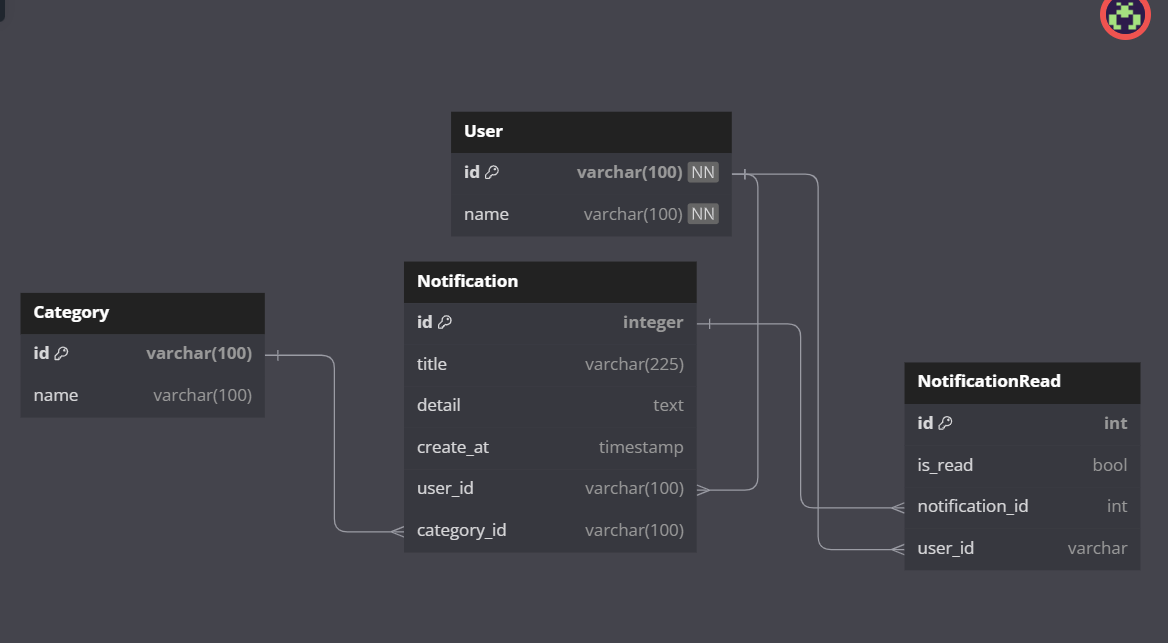 User
id varchar(100) NN
name varchar(100) NN
Notification
id integer
title varchar(225)
detail text
create_at timestamp
user_id varchar(100)
category_id varchar(100)
Category
id varchar(100)
name varchar(100)
NotificationRead
id int
is_read bool
notification_id int
user_id varchar